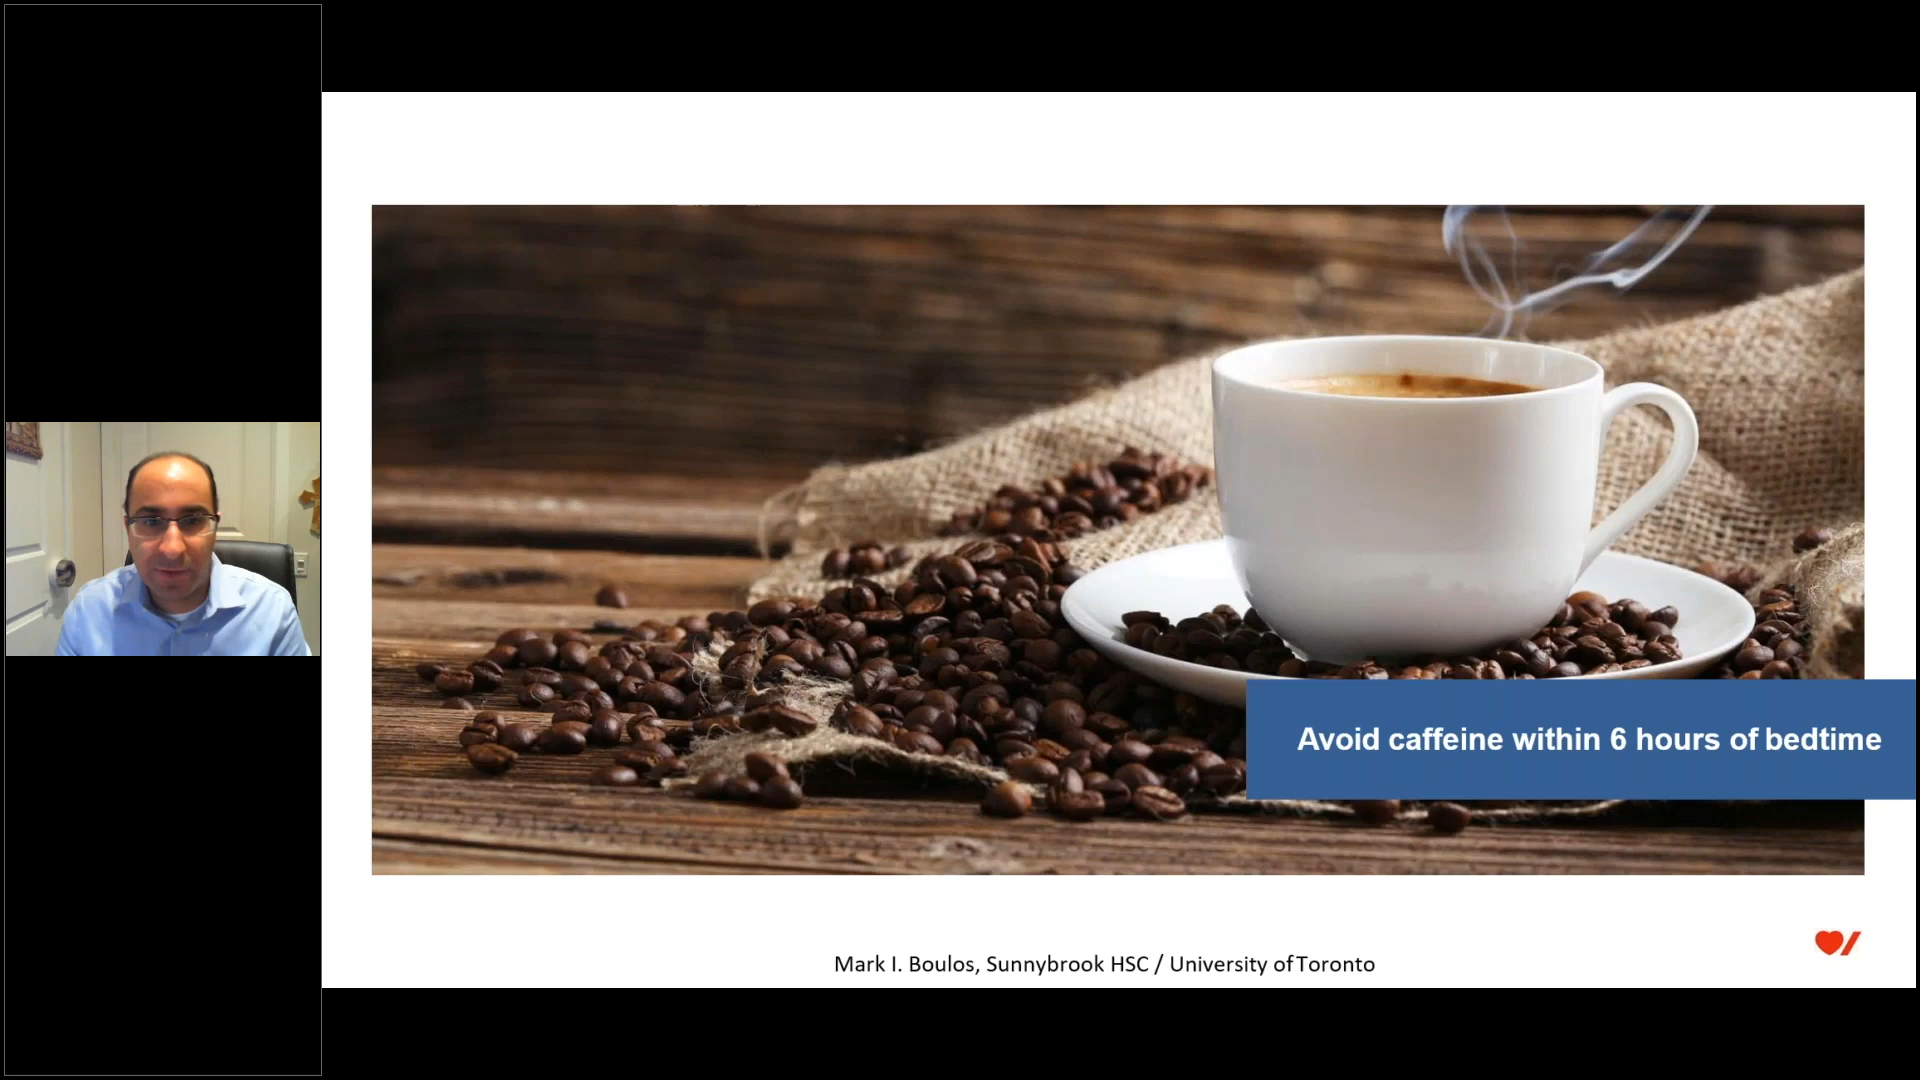 Avoid caffeine within 6 hours of bedtime
Mark I. Boulos, Sunnybrook HSC / University of Toronto